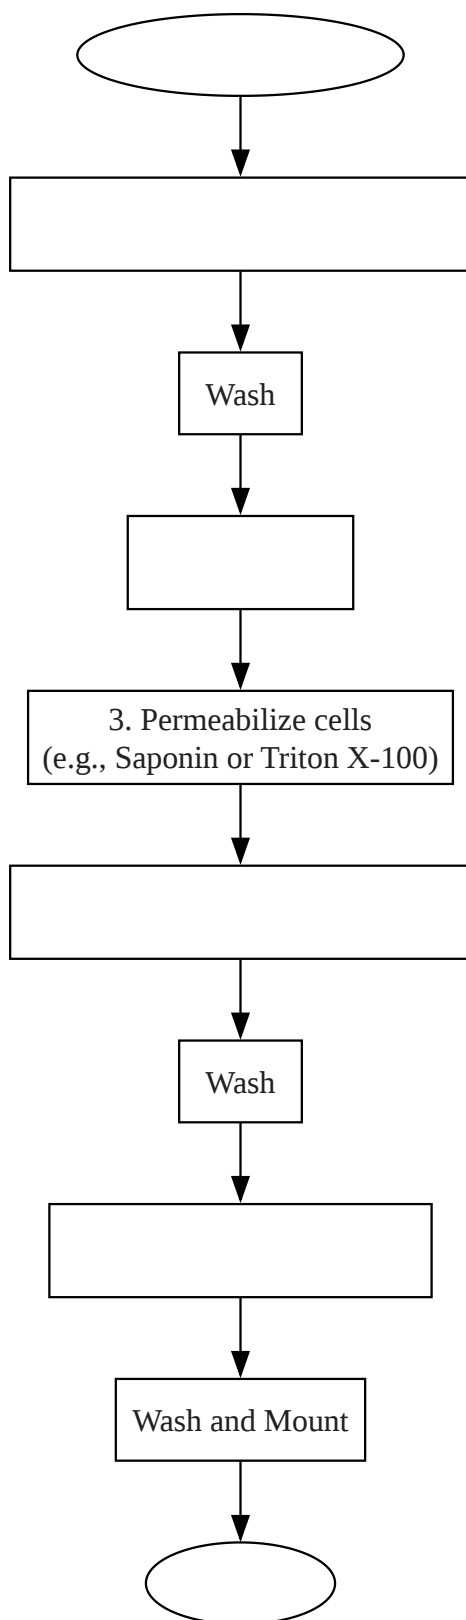 Wash
3. Permeabilize cells
(e.g., Saponin or Triton X-100)
Wash
Wash and Mount